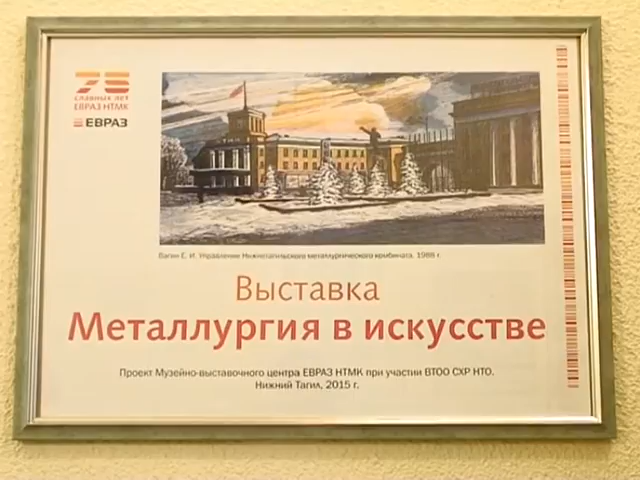 75
славных лет
ЕВРАЗ НТМК
ЕВРАЗ
Вагин Е. И. Управление Нижнетагильского металлургического комбината, 1988 г.
Выставка
Металлургия в искусстве
Проект Музейно-выставочного центра ЕВРАЗ НТМК при участии ВТОО СХР НТО.
Нижний Тагил, 2015 г.